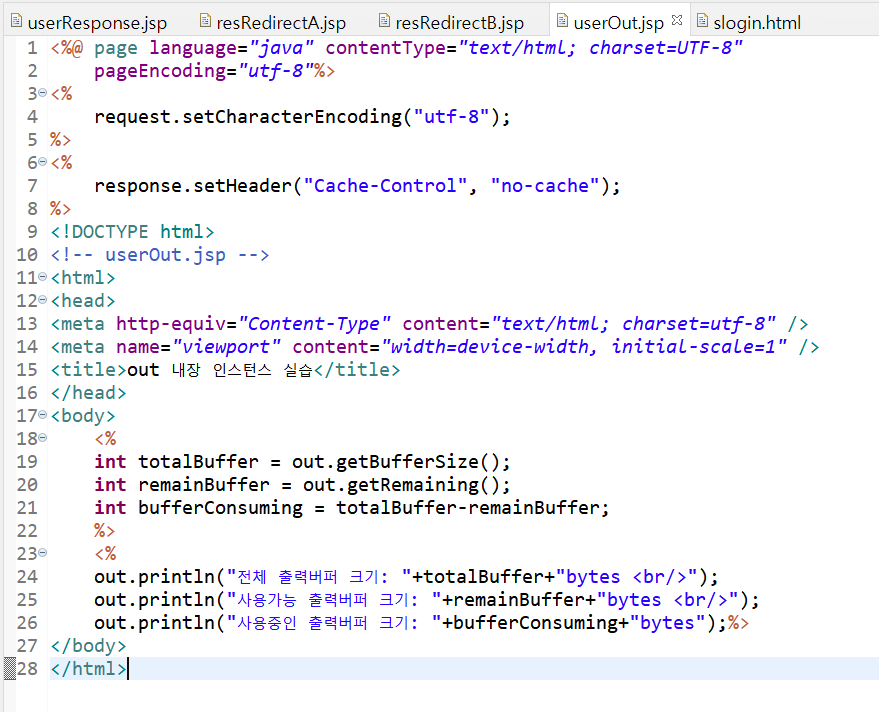 userResponse.jsp resRedirectA.jsp resRedirectB.jsp userOut.jsp slogin.html
1 <%@ page language="java" contentType="text/html; charset=UTF-8"
2     pageEncoding="utf-8"%>
3 <%
4     request.setCharacterEncoding("utf-8");
5 %>
6 <%
7     response.setHeader("Cache-Control", "no-cache");
8 %>
9 <!DOCTYPE html>
10 <!-- userOut.jsp -->
11 <html>
12 <head>
13 <meta http-equiv="Content-Type" content="text/html; charset=utf-8" />
14 <meta name="viewport" content="width=device-width, initial-scale=1" />
15 <title>out 내장 인스턴스 실습</title>
16 </head>
17 <body>
18     <%
19     int totalBuffer = out.getBufferSize();
20     int remainBuffer = out.getRemaining();
21     int bufferConsuming = totalBuffer-remainBuffer;
22     %>
23     <%
24     out.println("전체 출력버퍼 크기: "+totalBuffer+"bytes <br/>");
25     out.println("사용가능 출력버퍼 크기: "+remainBuffer+"bytes <br/>");
26     out.println("사용중인 출력버퍼 크기: "+bufferConsuming+"bytes");%>
27 </body>
28 </html>